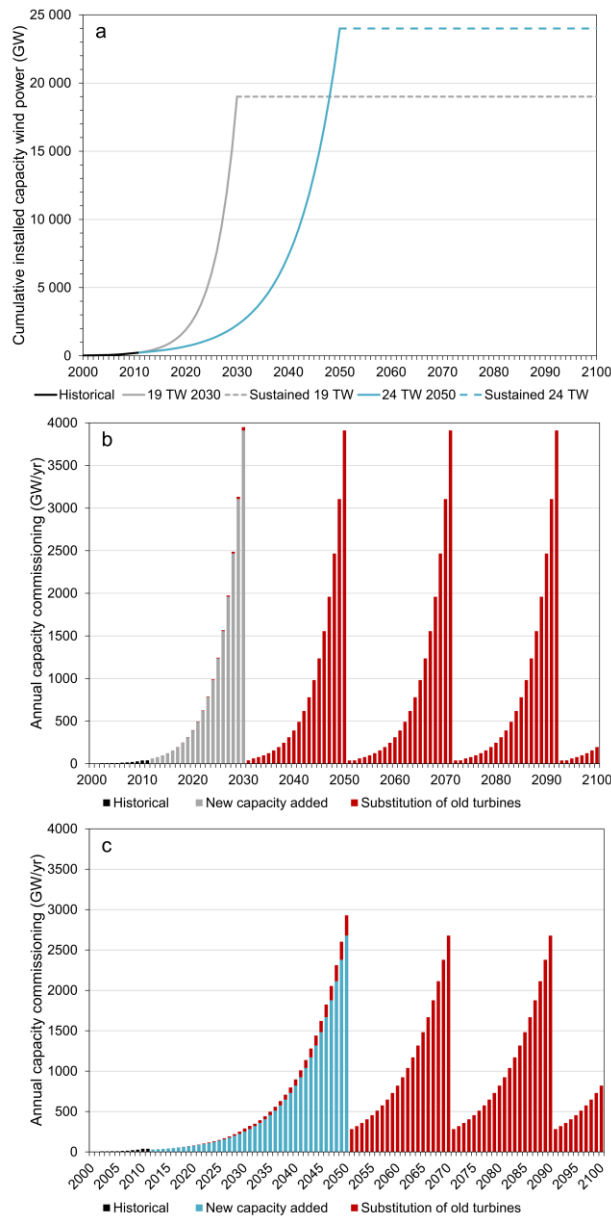 a
Cumulative installed capacity wind power (GW)
25 000
20 000
15 000
10 000
5 000
0
2000 2010 2020 2030 2040 2050 2060 2070 2080 2090 2100
Historical 19 TW 2030 Sustained 19 TW 24 TW 2050 Sustained 24 TW
b
Annual capacity commissioning (GW/yr)
4000
3500
3000
2500
2000
1500
1000
500
0
2000 2010 2020 2030 2040 2050 2060 2070 2080 2090 2100
Historical New capacity added Substitution of old turbines
c
Annual capacity commissioning (GW/yr)
4000
3500
3000
2500
2000
1500
1000
500
0
2000 2005 2010 2015 2020 2025 2030 2035 2040 2045 2050 2055 2060 2065 2070 2075 2080 2085 2090 2095 2100
Historical New capacity added Substitution of old turbines